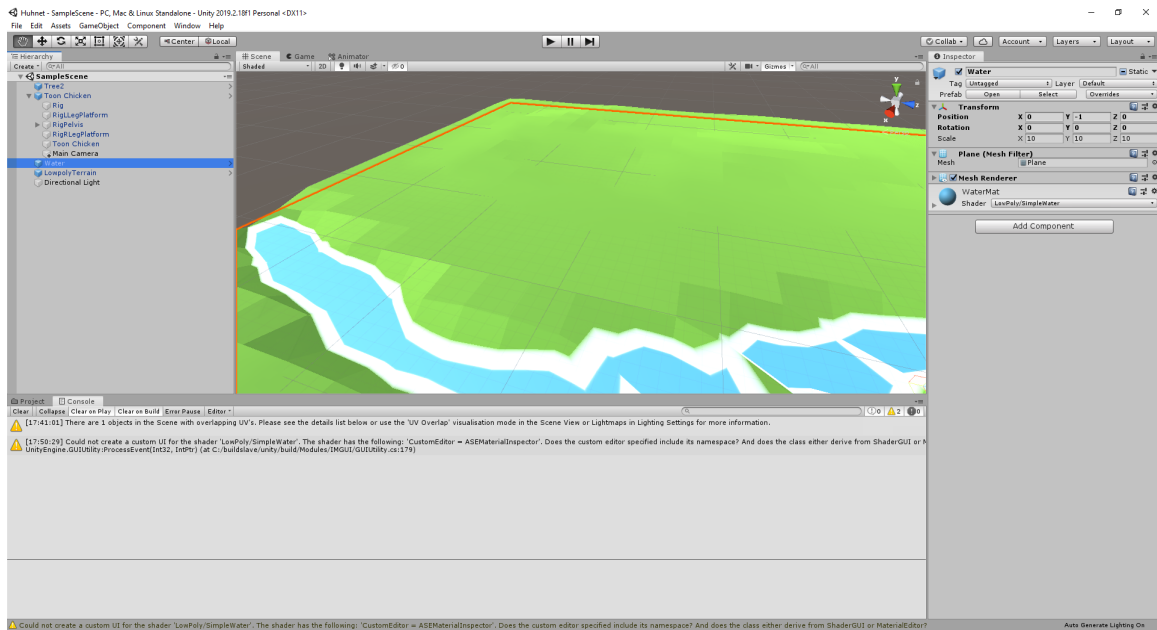 Huhnet - SampleScene - PC, Mac & Linux Standalone - Unity 2019.2.18f1 Personal <DX11>
File Edit Assets GameObject Component Window Help
Center Local
Collab Account Layers Layout
Hierarchy
Create All
SampleScene
Tree2
Toon Chicken
Rig
RigLLegPlatform
RigPelvis
RigRLegPlatform
Toon Chicken
Main Camera
Water
LowpolyTerrain
Directional Light
Scene Game Animator
Shaded 2D 0 Gizmos All
y
z
x
Inspector
Water Static
Tag Untagged Layer Default
Prefab Open Select Overrides
Transform
Position X 0 Y -1 Z 0
Rotation X 0 Y 0 Z 0
Scale X 10 Y 10 Z 10
Plane (Mesh Filter)
Mesh Plane
Mesh Renderer
WaterMat
Shader LowPoly/SimpleWater
Add Component
Project Console
Clear Collapse Clear on Play Clear on Build Error Pause Editor 0 2 0
[17:41:01] There are 1 objects in the Scene with overlapping UV's. Please see the details list below or use the 'UV Overlap' visualisation mode in the Scene View or Lightmaps in Lighting Settings for more information.
[17:50:29] Could not create a custom UI for the shader 'LowPoly/SimpleWater'. The shader has the following: 'CustomEditor = ASEMaterialInspector'. Does the custom editor specified include its namespace? And does the class either derive from ShaderGUI or M
UnityEngine.GUIUtility:ProcessEvent(Int32, IntPtr) (at C:/buildslave/unity/build/Modules/IMGUI/GUIUtility.cs:179)
Could not create a custom UI for the shader 'LowPoly/SimpleWater'. The shader has the following: 'CustomEditor = ASEMaterialInspector'. Does the custom editor specified include its namespace? And does the class either derive from ShaderGUI or MaterialEditor?
Auto Generate Lighting On